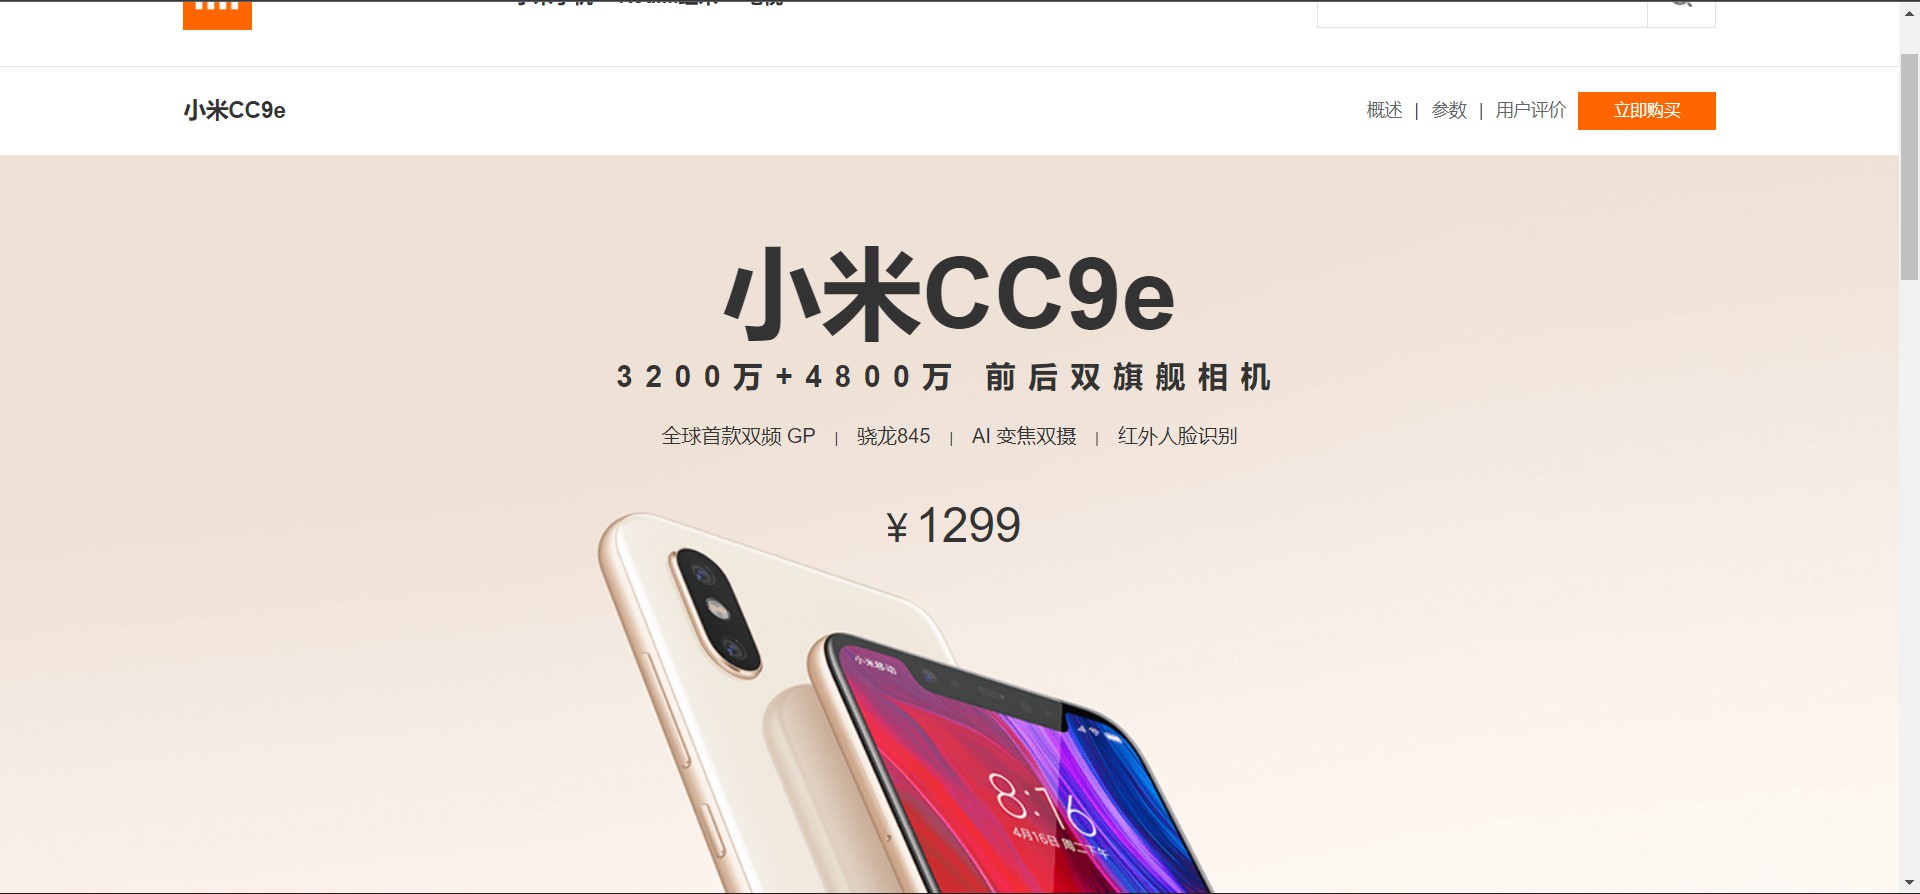 小米CC9e
概述 | 参数 | 用户评价 立即购买
小米CC9e
3200万+4800万 前后双旗舰相机
全球首款双频 GP | 骁龙845 | AI 变焦双摄 | 红外人脸识别
¥ 1299
小米移动
8:16
4月16日 周二下午